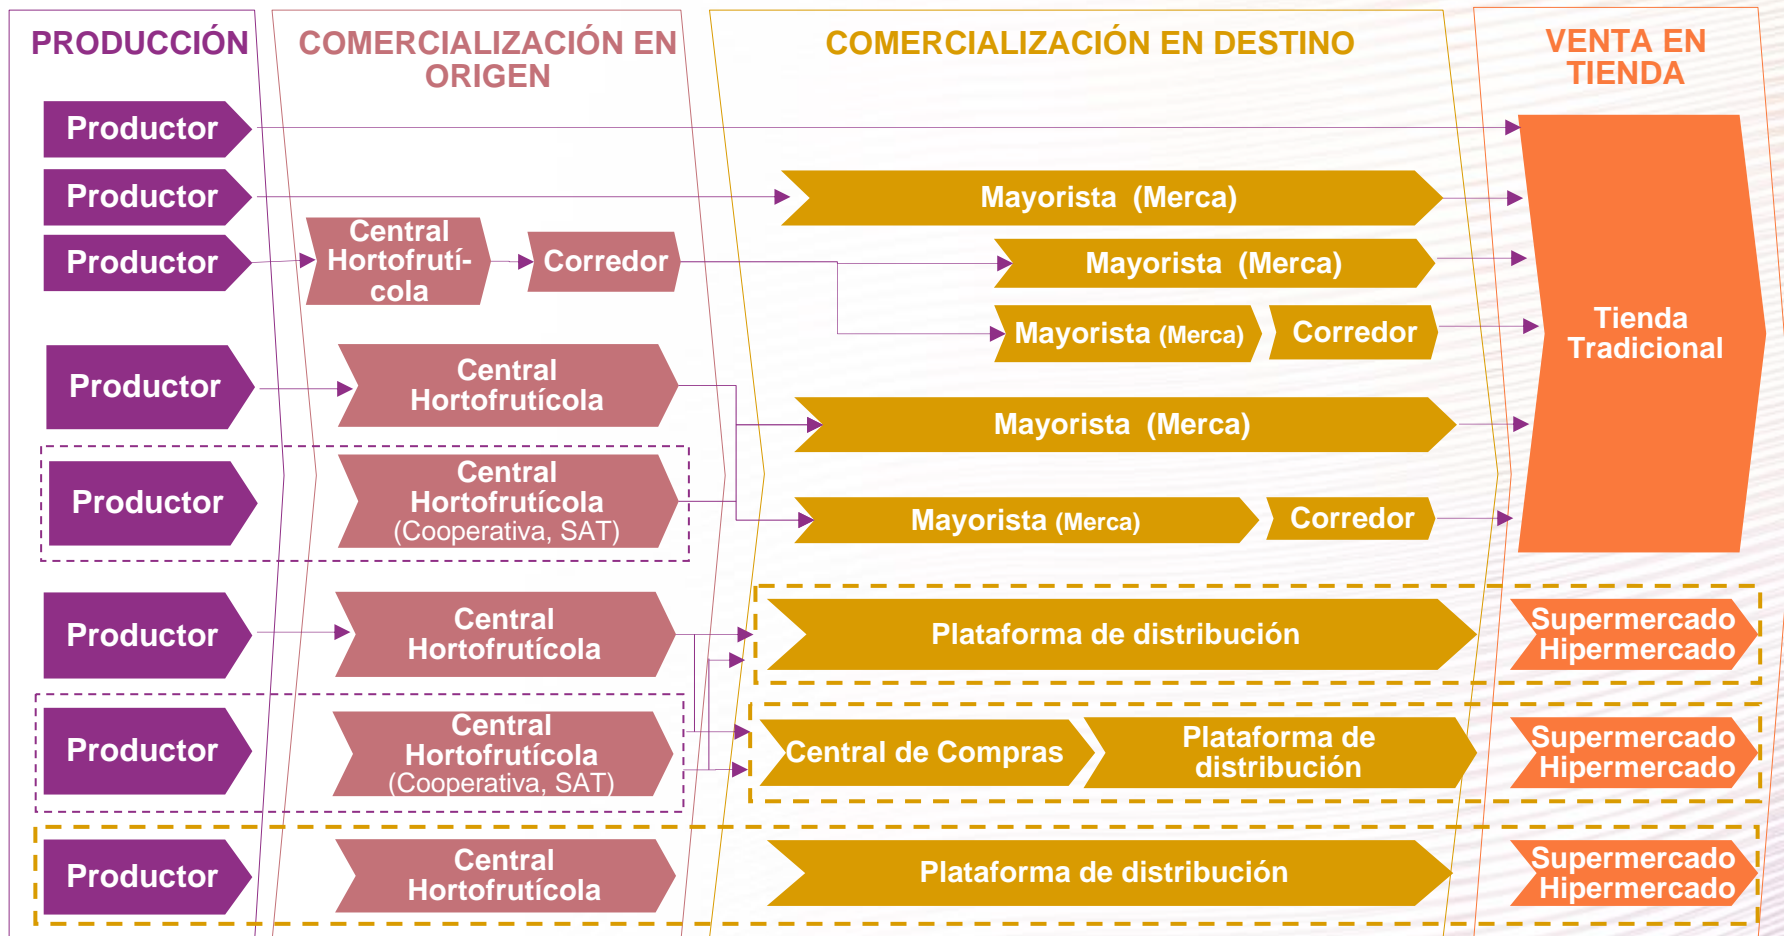 PRODUCCIÓN
COMERCIALIZACIÓN EN
ORIGEN
COMERCIALIZACIÓN EN DESTINO
VENTA EN
TIENDA
Productor
Productor
Mayorista (Merca)
Productor
Central
Hortofrutí-
cola
Corredor
Mayorista (Merca)
Mayorista (Merca)
Corredor
Tienda
Tradicional
Productor
Central
Hortofrutícola
Mayorista (Merca)
Productor
Central
Hortofrutícola
(Cooperativa, SAT)
Mayorista (Merca)
Corredor
Productor
Central
Hortofrutícola
Plataforma de distribución
Supermercado
Hipermercado
Productor
Central
Hortofrutícola
(Cooperativa, SAT)
Central de Compras
Plataforma de
distribución
Supermercado
Hipermercado
Productor
Central
Hortofrutícola
Plataforma de distribución
Supermercado
Hipermercado